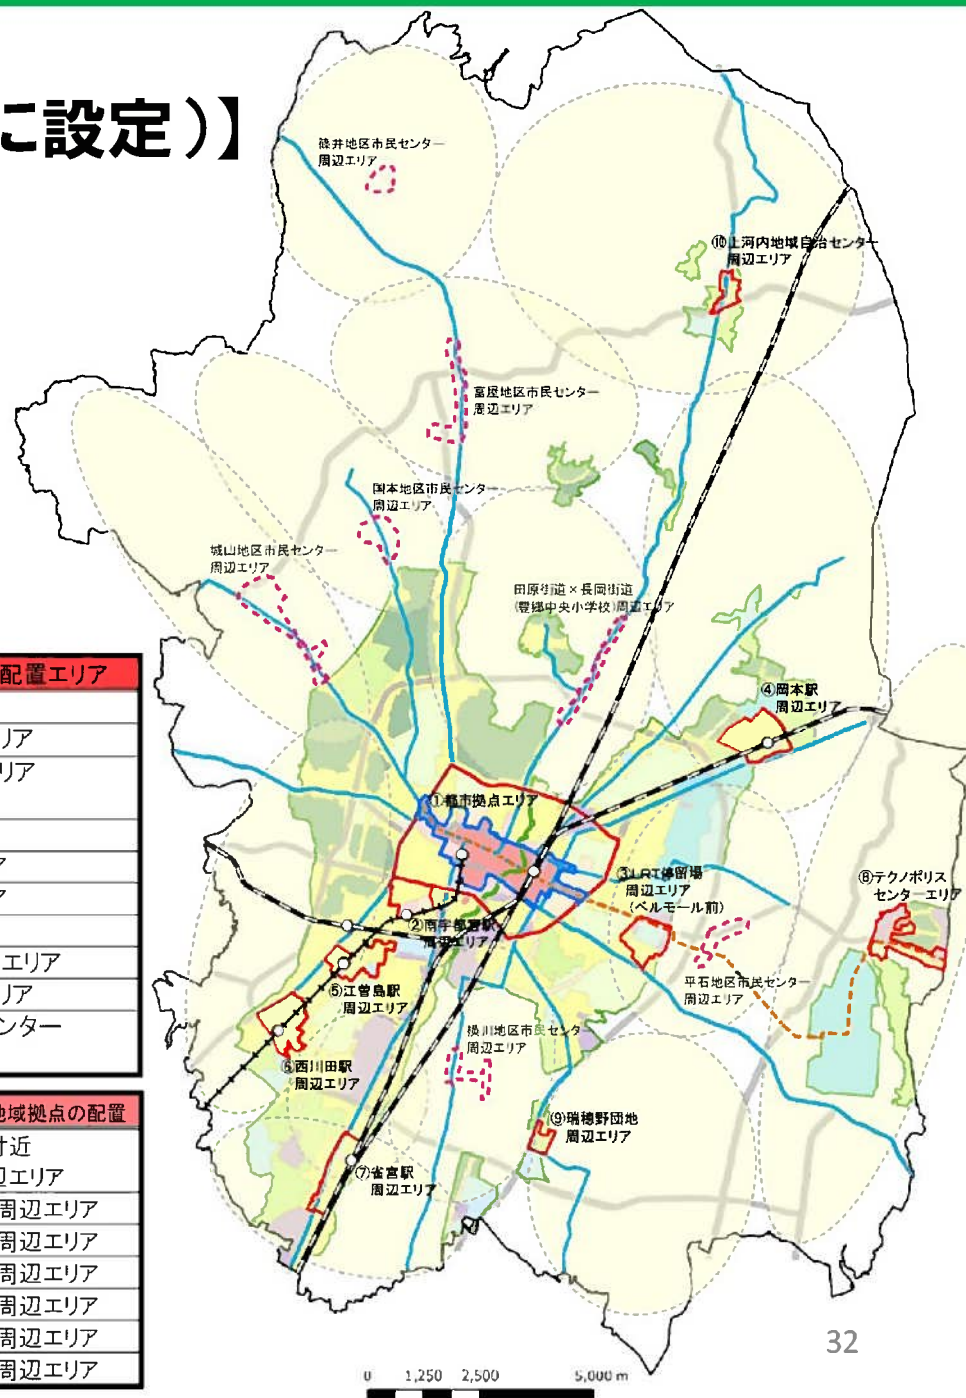 に設定）】
篠井地区市民センター
周辺エリア
⑩上河内地域自治センター
周辺エリア
富屋地区市民センター
周辺エリア
国本地区市民センター
周辺エリア
城山地区市民センター
周辺エリア
田原街道×長岡街道
(豊郷中央小学校)周辺エリア
④岡本駅
周辺エリア
①都市拠点エリア
③LRT停留場
周辺エリア
（ベルモール前）
⑧テクノポリス
センターエリア
②南宇都宮駅
周辺エリア
平石地区市民センター
周辺エリア
⑤江曽島駅
周辺エリア
横川地区市民センター
周辺エリア
⑥西川田駅
周辺エリア
⑨瑞穂野団地
周辺エリア
⑦雀宮駅
周辺エリア
配置エリア
リア
リア
ア
ア
エリア
リア
ンター
地域拠点の配置
付近
辺エリア
周辺エリア
周辺エリア
周辺エリア
周辺エリア
周辺エリア
周辺エリア
32
0 1,250 2,500 5,000 m